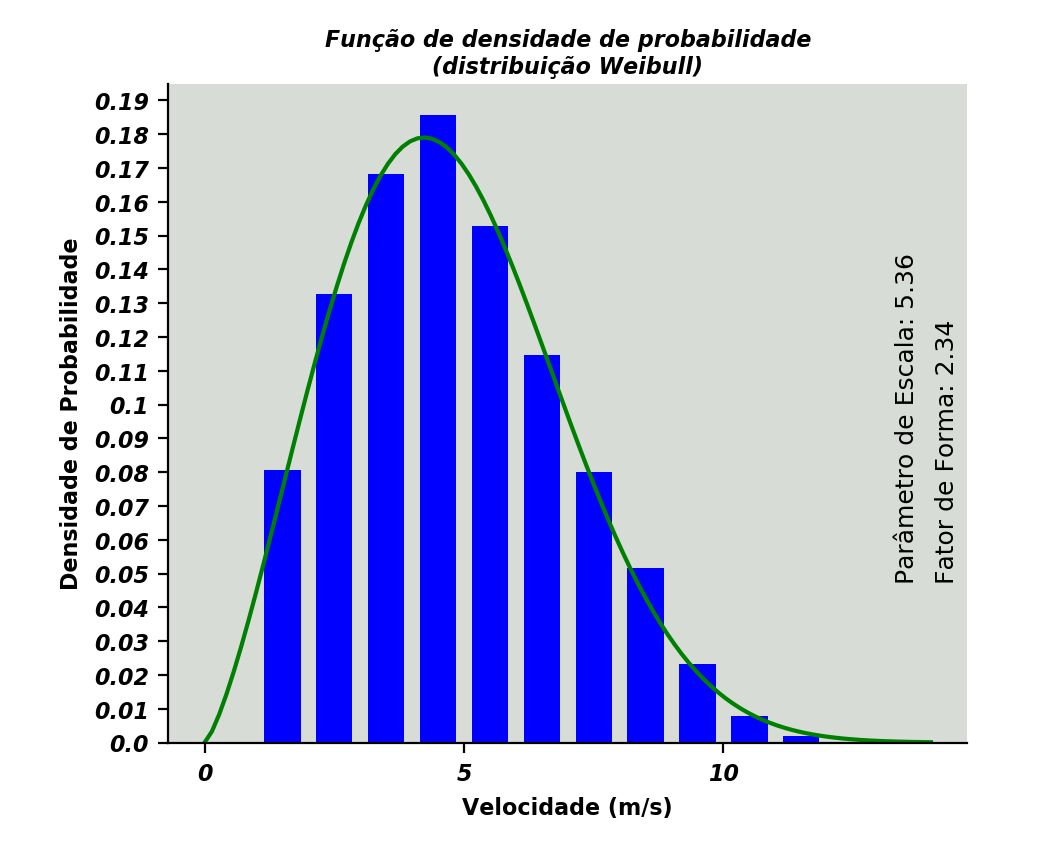 Função de densidade de probabilidade
(distribuição Weibull)
0.19
0.18
0.17
0.16
0.15
0.14
0.13
0.12
0.11
0.1
0.09
0.08
0.07
0.06
0.05
0.04
0.03
0.02
0.01
0.0
Densidade de Probabilidade
Parâmetro de Escala: 5.36
Fator de Forma: 2.34
0 5 10
Velocidade (m/s)